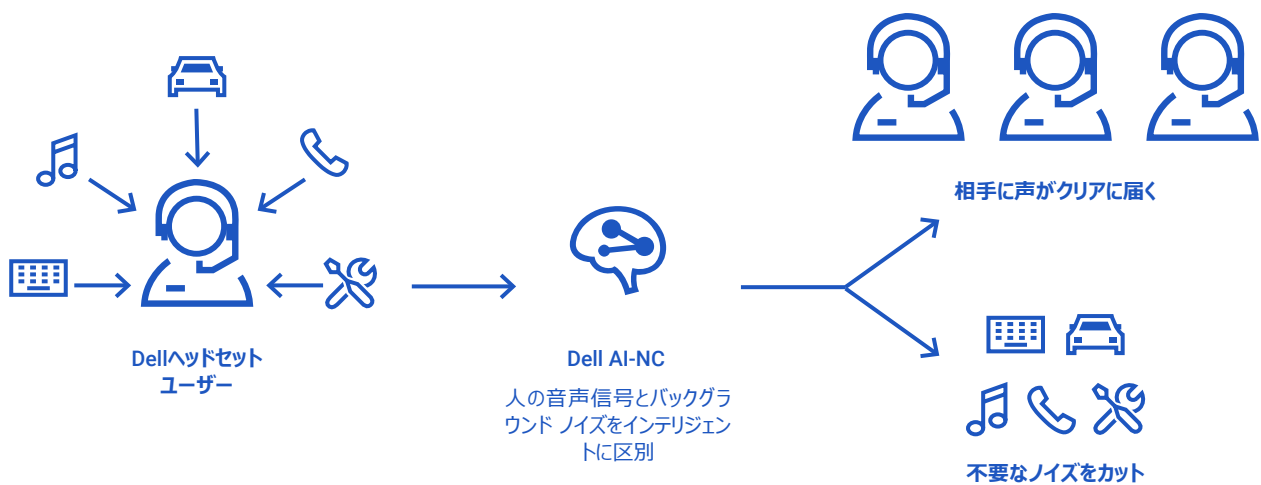 相手に声がクリアに届く
Dellヘッドセット
ユーザー
Dell AI-NC
人の音声信号とバックグラ
ウンド ノイズをインテリジェン
トに区別
不要なノイズをカット